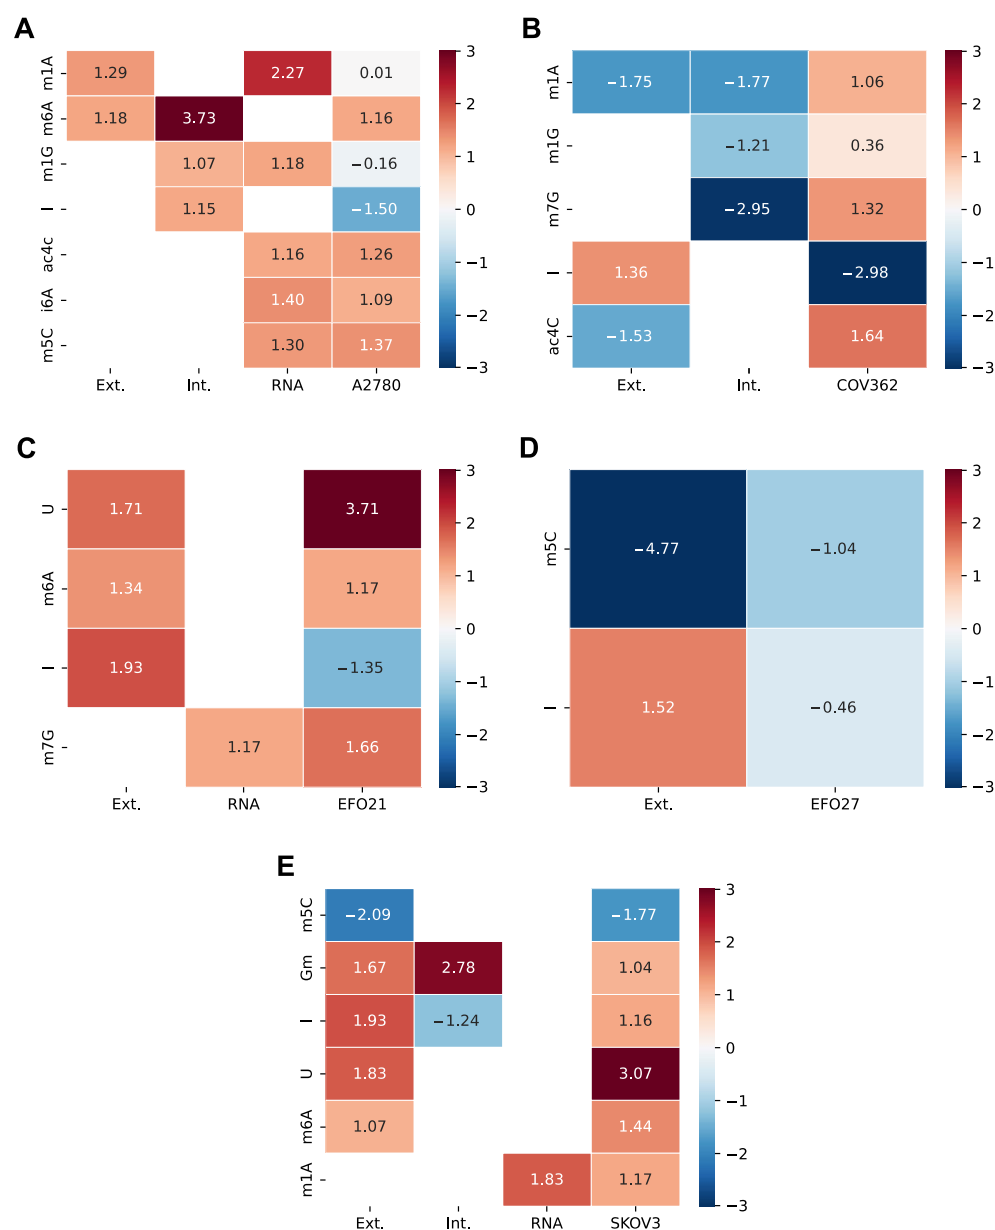 A
m1A 1.29 2.27 0.01
m6A 1.18 3.73 1.16
m1G 1.07 1.18 −0.16
I 1.15 −1.50
ac4c 1.16 1.26
i6A 1.40 1.09
m5C 1.30 1.37
Ext. Int. RNA A2780
3
2
1
0
−1
−2
−3
B
m1A −1.75 −1.77 1.06
m1G −1.21 0.36
m7G −2.95 1.32
I 1.36 −2.98
ac4C −1.53 1.64
Ext. Int. COV362
3
2
1
0
−1
−2
−3
C
U 1.71 3.71
m6A 1.34 1.17
I 1.93 −1.35
m7G 1.17 1.66
Ext. RNA EFO21
3
2
1
0
−1
−2
−3
D
m5C −4.77 −1.04
I 1.52 −0.46
Ext. EFO27
3
2
1
0
−1
−2
−3
E
m5C −2.09 −1.77
Gm 1.67 2.78 1.04
I 1.93 −1.24 1.16
U 1.83 3.07
m6A 1.07 1.44
m1A 1.83 1.17
Ext. Int. RNA SKOV3
3
2
1
0
−1
−2
−3